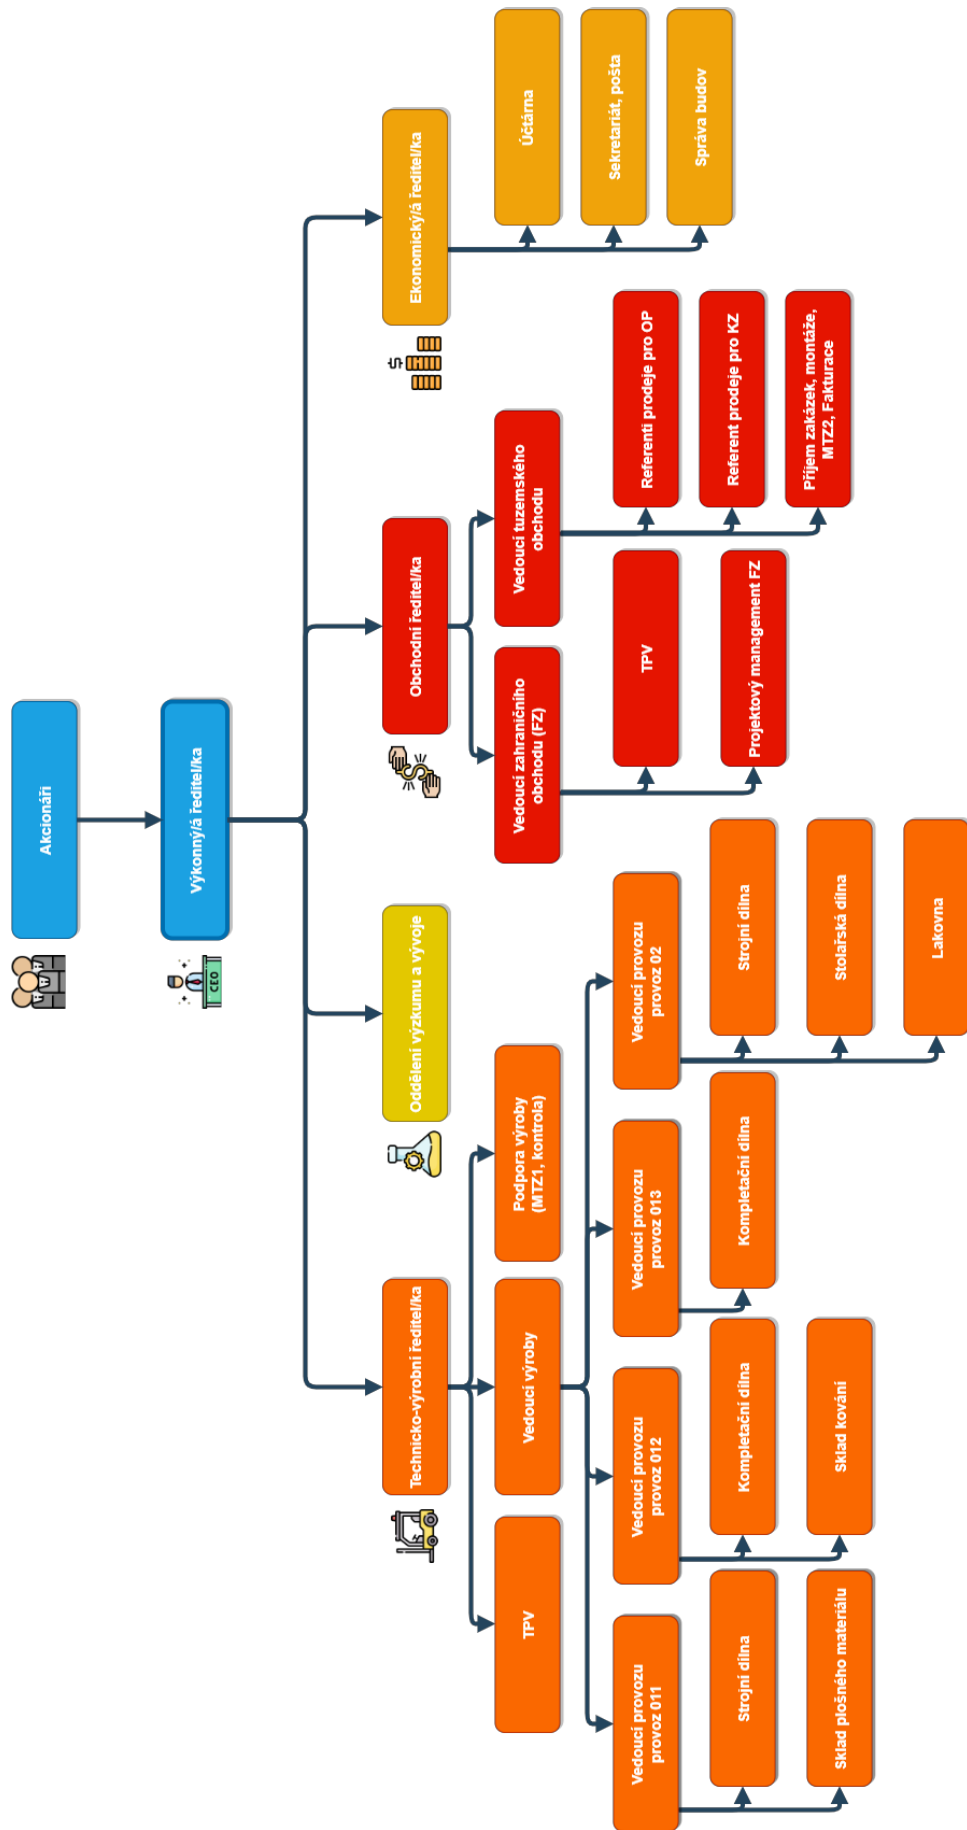 Akcionáři
CEO
Výkonný/á ředitel/ka
Technicko-výrobní ředitel/ka
Oddělení výzkumu a vývoje
Obchodní ředitel/ka
$
Ekonomický/á ředitel/ka
TPV
Vedoucí výroby
Podpora výroby
(MTZ1, kontrola)
Vedoucí zahraničního
obchodu (FZ)
Vedoucí tuzemského
obchodu
Účtárna
Sekretariát, pošta
Správa budov
Vedoucí provozu
provoz 011
Vedoucí provozu
provoz 012
Vedoucí provozu
provoz 013
Vedoucí provozu
provoz 02
TPV
Projektový management FZ
Referenti prodeje pro OP
Referent prodeje pro KZ
Příjem zakázek, montáže,
MTZ2, Fakturace
Strojní dílna
Sklad plošného materiálu
Kompletační dílna
Sklad kování
Kompletační dílna
Strojní dílna
Stolařská dílna
Lakovna